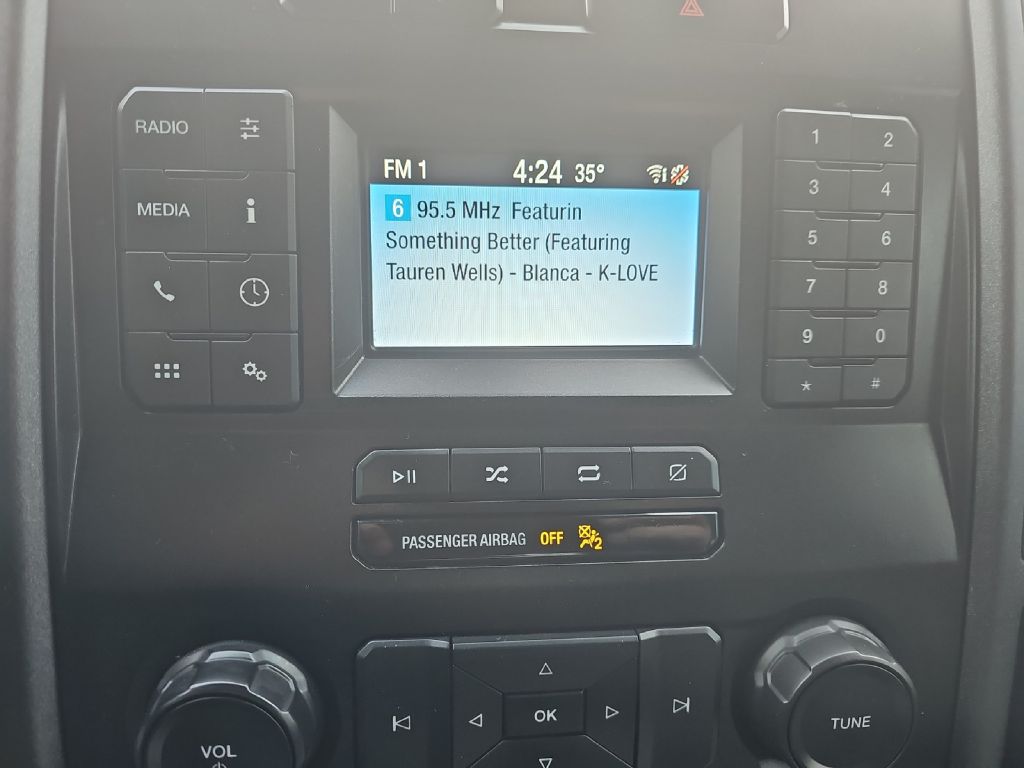 RADIO
MEDIA
FM 1 4:24 35°
6 95.5 MHz Featurin
Something Better (Featuring
Tauren Wells) - Blanca - K-LOVE
1 2
3 4
5 6
7 8
9 0
* #
PASSENGER AIRBAG OFF 2
OK
VOL
TUNE